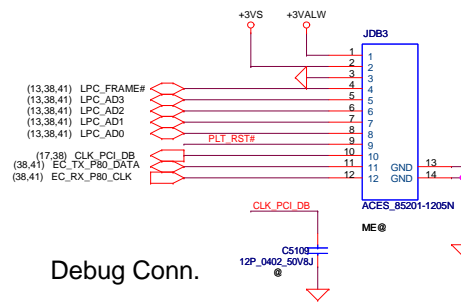 +3VS +3VALW
JDB3
1 1
2 2
3 3
(13,38,41) LPC_FRAME# 4 4
(13,38,41) LPC_AD3 5 5
(13,38,41) LPC_AD2 6 6
(13,38,41) LPC_AD1 7 7
(13,38,41) LPC_AD0 8 8
PLT_RST# 9 9
(17,38) CLK_PCI_DB 10 10
(38,41) EC_TX_P80_DATA 11 11 GND 13
(38,41) EC_RX_P80_CLK 12 12 GND 14
ACES_85201-1205N
CLK_PCI_DB
ME@
C5109
12P_0402_50V8J
@
Debug Conn.